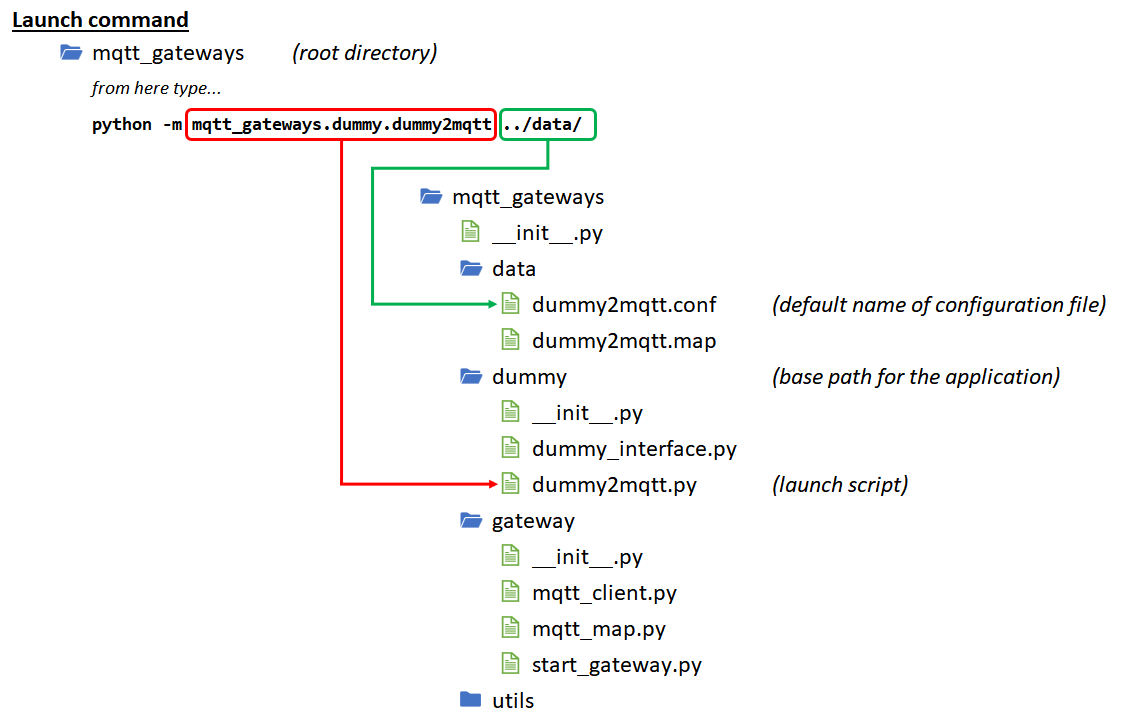 Launch command
mqtt_gateways (root directory)
from here type...
python -m mqtt_gateways.dummy.dummy2mqtt ../data/
mqtt_gateways
__init__.py
data
dummy2mqtt.conf (default name of configuration file)
dummy2mqtt.map
dummy (base path for the application)
__init__.py
dummy_interface.py
dummy2mqtt.py (launch script)
gateway
__init__.py
mqtt_client.py
mqtt_map.py
start_gateway.py
utils